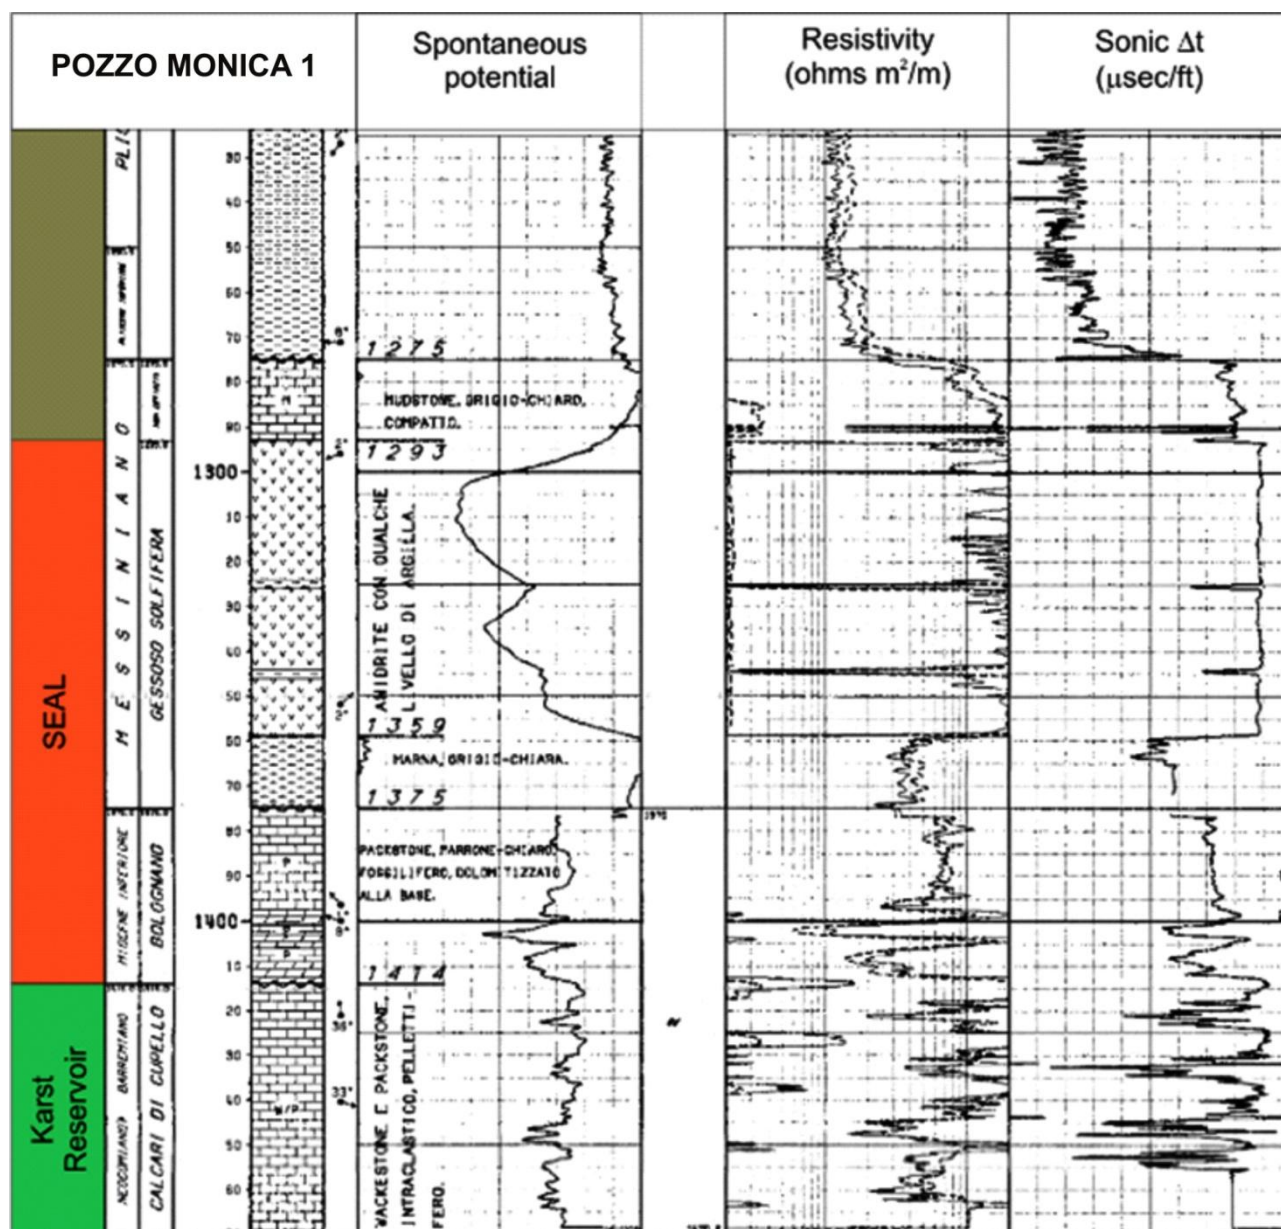 POZZO MONICA 1
Spontaneous
potential
Resistivity
(ohms m²/m)
Sonic Δt
(μsec/ft)
PLIO
30
40
50
60
70
1275
80
MUDSTONE, GRIGIO-CHIARO,
COMPATTO.
90
1293
1300
ANIDRITE CON QUALCHE
LIVELLO DI ARGILLA.
10
20
30
40
50
1359
60
MARNA, GRIGIO-CHIARA.
70
1375
MESSINIANO
GESSOSO SOLFIFERA
SEAL
80
PACKSTONE, MARRONE-CHIARO,
FOSSILIFERO, DOLOMITIZZATO
ALLA BASE.
90
1400
10
1414
MIOCENE INFERIORE
BOLOGNANO
20
30
40
50
60
36°
33°
M
P
W/P
WACKESTONE E PACKSTONE,
INTRACLASTICO, PELLETTI-
FERO.
Karst
Reservoir
NEOCOMIANO? BARREMIANO
CALCARI DI CUPELLO